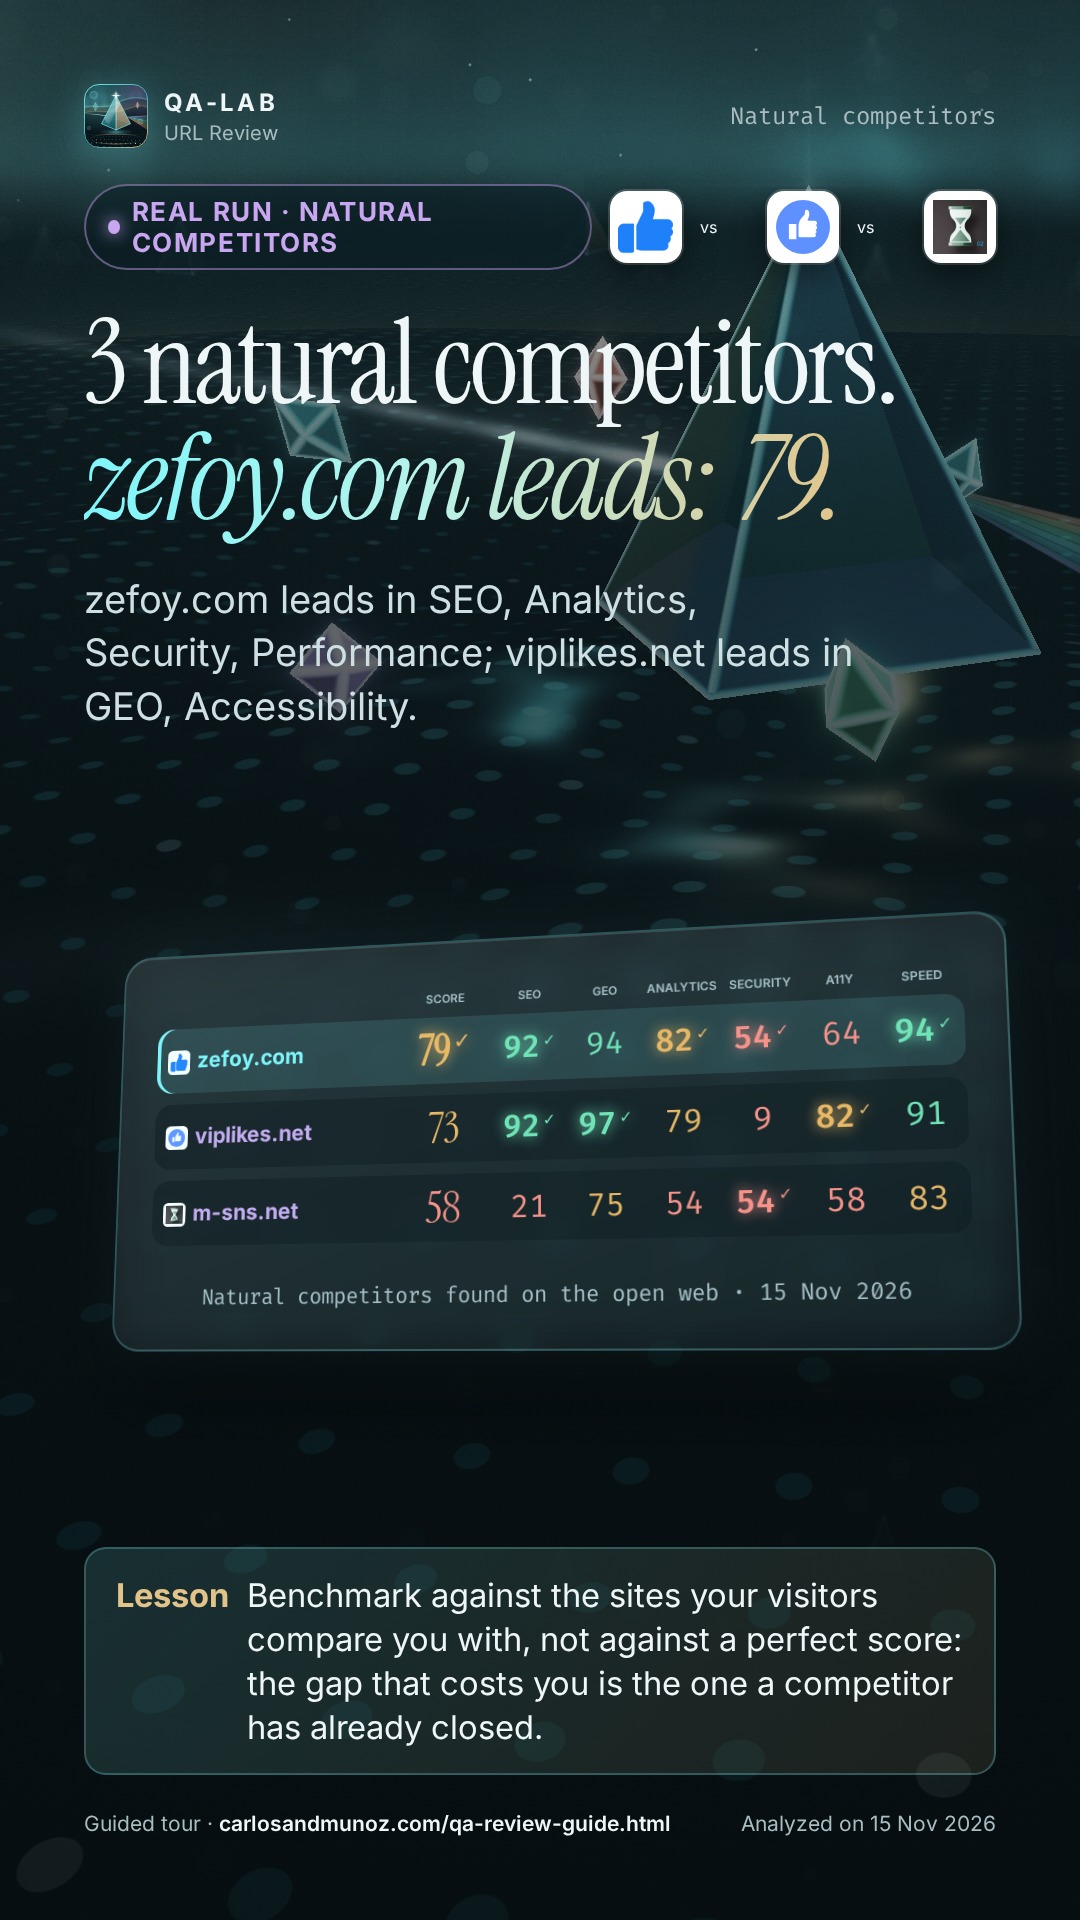 QA-LAB
URL Review
Natural competitors
REAL RUN · NATURAL
COMPETITORS
vs
vs
3 natural competitors.
zefoy.com leads: 79.
zefoy.com leads in SEO, Analytics,
Security, Performance; viplikes.net leads in
GEO, Accessibility.
SCORE SEO GEO ANALYTICS SECURITY A11Y SPEED
zefoy.com 79✓ 92✓ 94 82✓ 54✓ 64 94✓
viplikes.net 73 92✓ 97✓ 79 9 82✓ 91
m-sns.net 58 21 75 54 54✓ 58 83
Natural competitors found on the open web · 15 Nov 2026
Lesson Benchmark against the sites your visitors
compare you with, not against a perfect score:
the gap that costs you is the one a competitor
has already closed.
Guided tour · carlosandmunoz.com/qa-review-guide.html
Analyzed on 15 Nov 2026